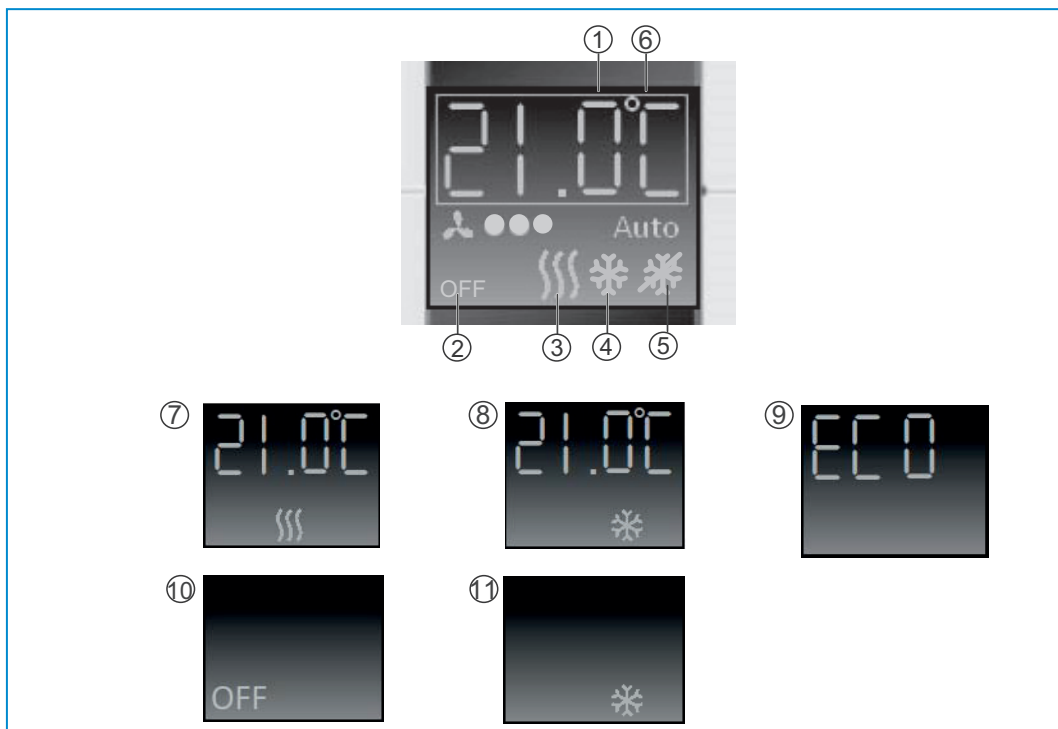 ① ⑥
21.0°C
Auto
OFF
② ③ ④ ⑤
⑦ 21.0°C
⑧ 21.0°C
⑨ ECO
⑩ OFF
⑪